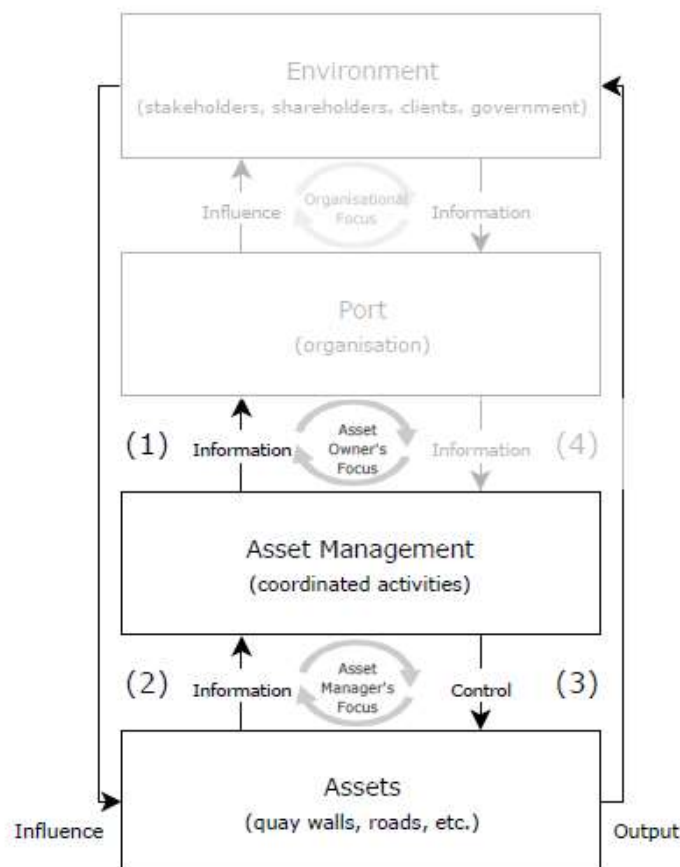 Environment
(stakeholders, shareholders, clients, government)
Influence
Organisational
Focus
Information
Port
(organisation)
(1)
Information
Asset
Owner's
Focus
Information
(4)
Asset Management
(coordinated activities)
(2)
Information
Asset
Manager's
Focus
Control
(3)
Assets
(quay walls, roads, etc.)
Influence
Output